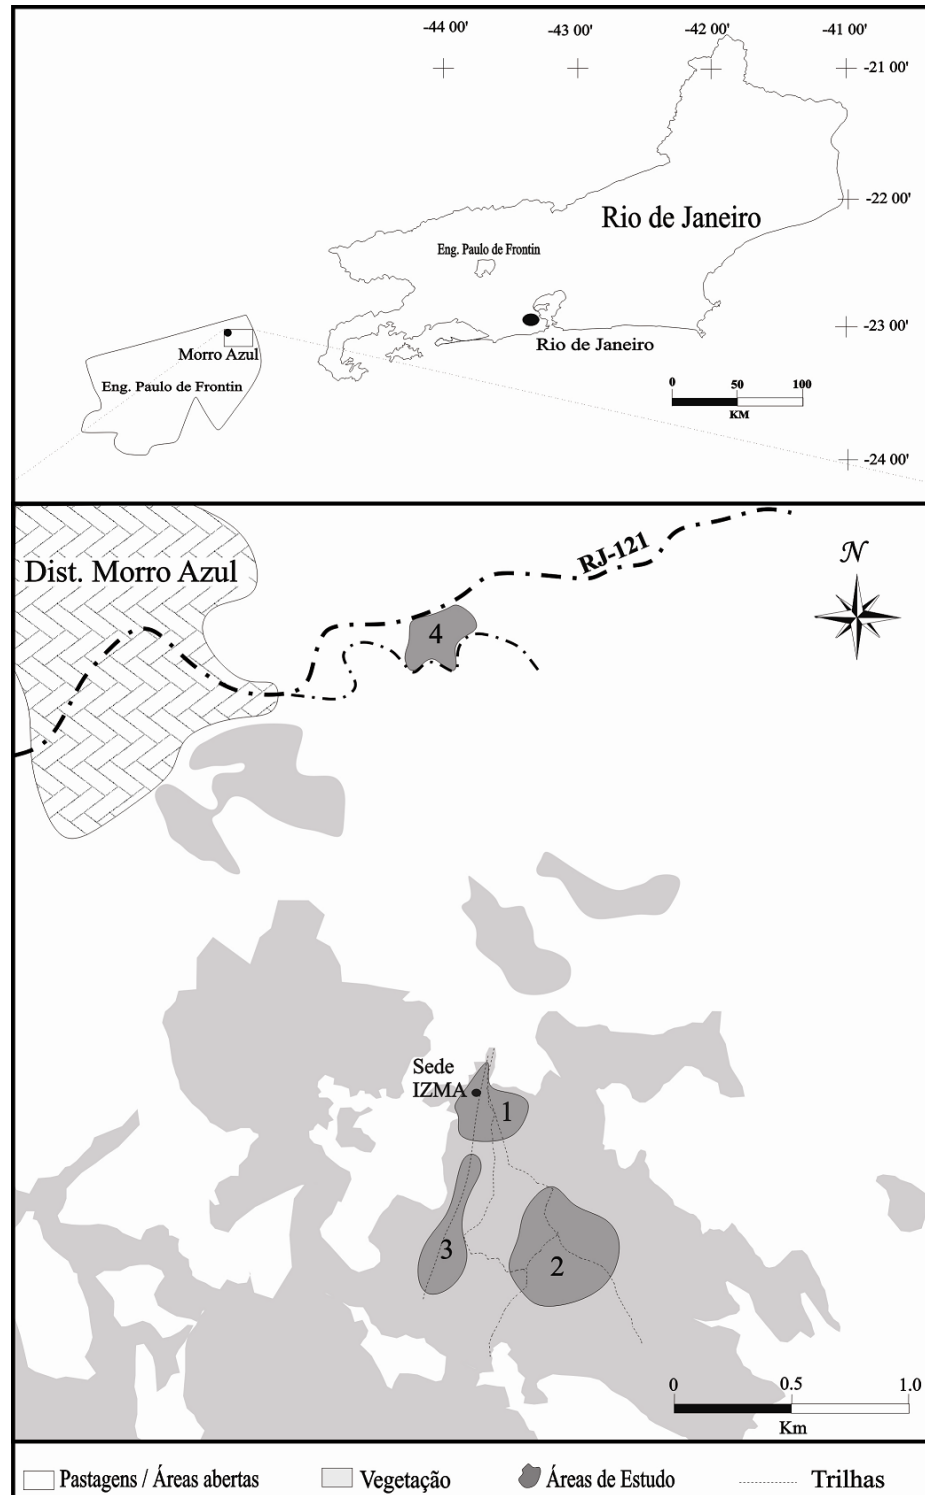 -44 00'
-43 00'
-42 00'
-41 00'
-21 00'
-22 00'
Rio de Janeiro
Eng. Paulo de Frontin
-23 00'
Rio de Janeiro
Morro Azul
Eng. Paulo de Frontin
0 50 100
KM
-24 00'
RJ-121
N
Dist. Morro Azul
4
Sede
IZMA
1
3
2
0 0.5 1.0
Km
Pastagens / Áreas abertas
Vegetação
Áreas de Estudo
Trilhas